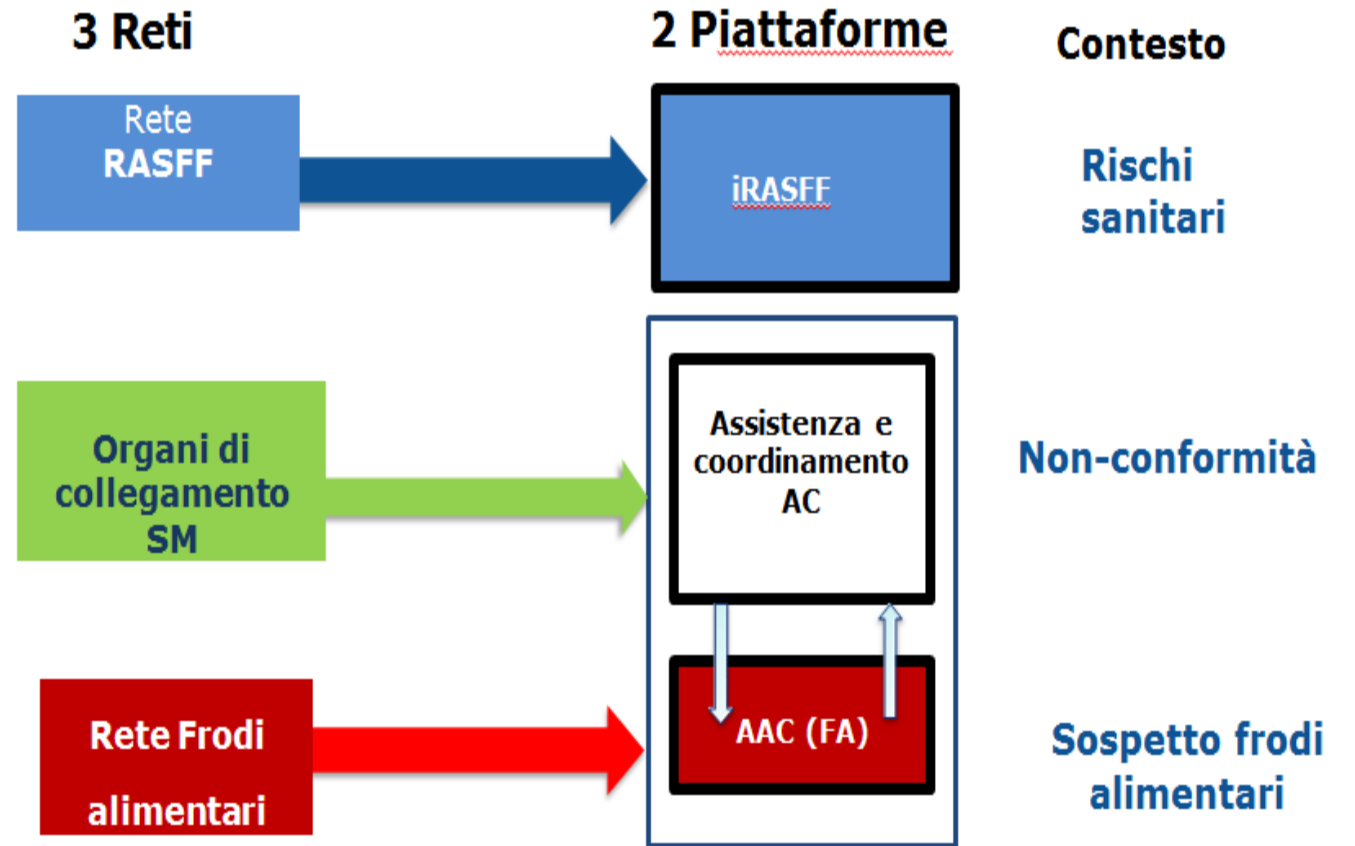 3 Reti
2 Piattaforme
Contesto
Rete
RASFF
iRASFF
Rischi
sanitari
Organi di
collegamento
SM
Assistenza e
coordinamento
AC
Non-conformità
Rete Frodi
alimentari
AAC (FA)
Sospetto frodi
alimentari